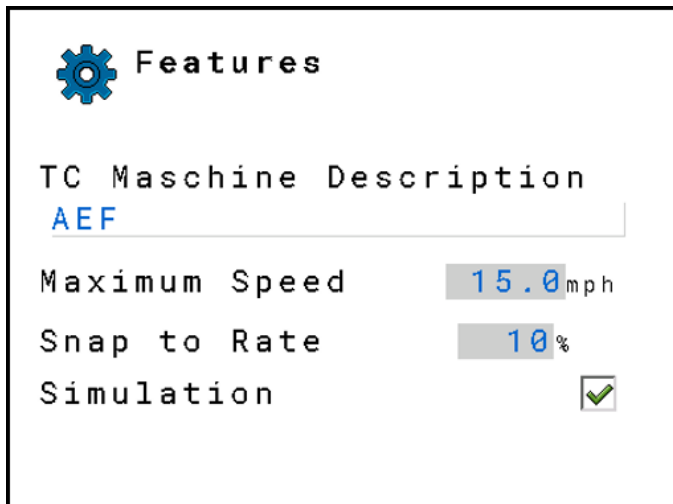 Features
TC Maschine Description
AEF
Maximum Speed 15.0mph
Snap to Rate 10%
Simulation